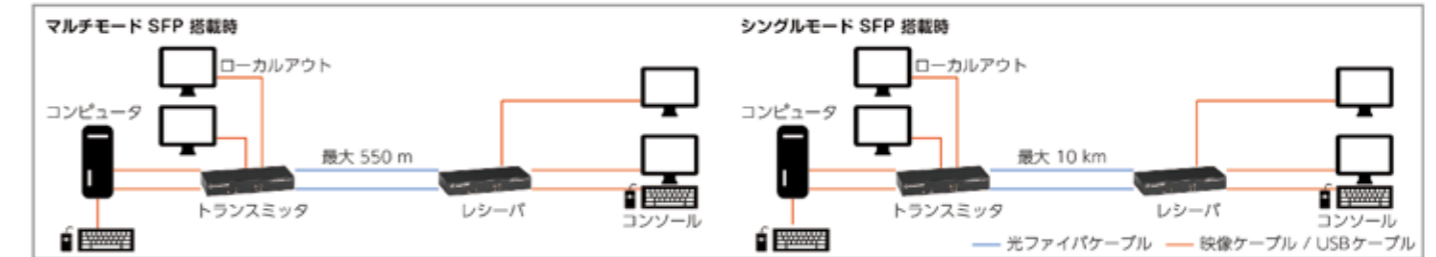 マルチモード SFP 搭載時
ローカルアウト
コンピュータ
最大 550 m
トランスミッタ
レシーバ
コンソール
シングルモード SFP 搭載時
ローカルアウト
コンピュータ
最大 10 km
トランスミッタ
レシーバ
コンソール
光ファイバケーブル
映像ケーブル / USBケーブル